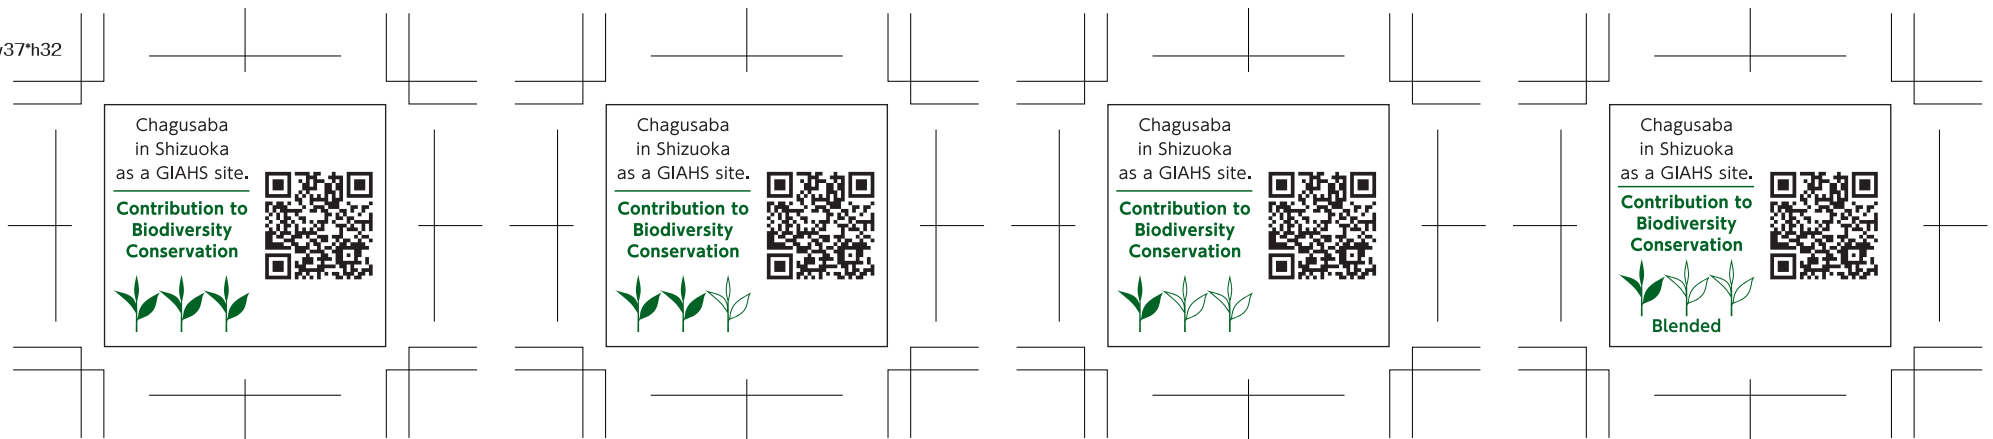 37*h32
Chagusaba
in Shizuoka
as a GIAHS site.
Contribution to
Biodiversity
Conservation
Chagusaba
in Shizuoka
as a GIAHS site.
Contribution to
Biodiversity
Conservation
Chagusaba
in Shizuoka
as a GIAHS site.
Contribution to
Biodiversity
Conservation
Chagusaba
in Shizuoka
as a GIAHS site.
Contribution to
Biodiversity
Conservation
Blended